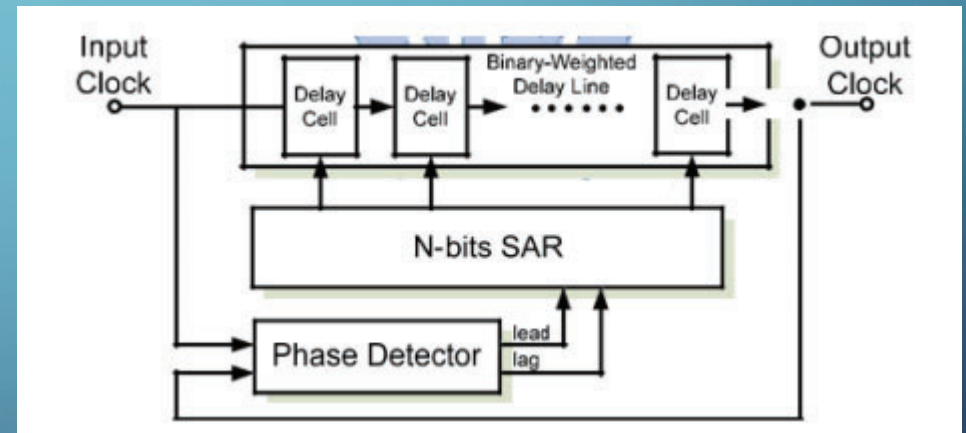 Input
Clock
Delay
Cell
Delay
Cell
Binary-Weighted
Delay Line
Delay
Cell
Output
Clock
N-bits SAR
Phase Detector
lead
lag